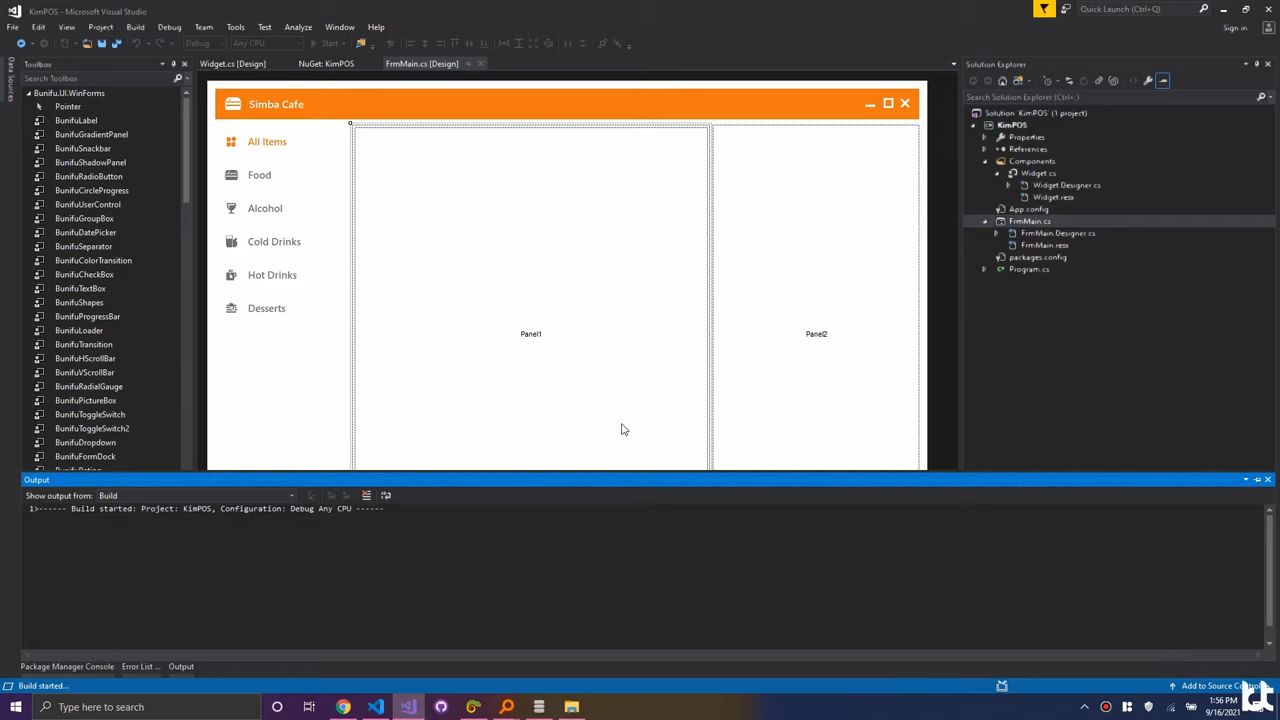 KimPOS - Microsoft Visual Studio
Quick Launch (Ctrl+Q)
File Edit View Project Build Debug Team Tools Test Analyze Window Help
Sign in
Debug Any CPU Start
Data Sources
Toolbox
Search Toolbox
Bunifu.UI.WinForms
Pointer
BunifuLabel
BunifuGradientPanel
BunifuSnackbar
BunifuShadowPanel
BunifuRadioButton
BunifuCircleProgress
BunifuUserControl
BunifuGroupBox
BunifuDatePicker
BunifuSeparator
BunifuColorTransition
BunifuCheckBox
BunifuTextBox
BunifuShapes
BunifuProgressBar
BunifuLoader
BunifuTransition
BunifuHScrollBar
BunifuVScrollBar
BunifuRadialGauge
BunifuPictureBox
BunifuToggleSwitch
BunifuToggleSwitch2
BunifuDropdown
BunifuFormDock
BunifuRating
Widget.cs [Design] NuGet: KimPOS FrmMain.cs [Design]
Simba Cafe
All Items
Food
Alcohol
Cold Drinks
Hot Drinks
Desserts
Panel1
Panel2
Solution Explorer
Search Solution Explorer (Ctrl+;)
Solution 'KimPOS' (1 project)
KimPOS
Properties
References
Components
Widget.cs
Widget.Designer.cs
Widget.resx
App.config
FrmMain.cs
FrmMain.Designer.cs
FrmMain.resx
packages.config
Program.cs
Output
Show output from: Build
1>------ Build started: Project: KimPOS, Configuration: Debug Any CPU ------
Package Manager Console Error List ... Output
Build started...
Add to Source Control
Type here to search
1:56 PM
9/16/2021